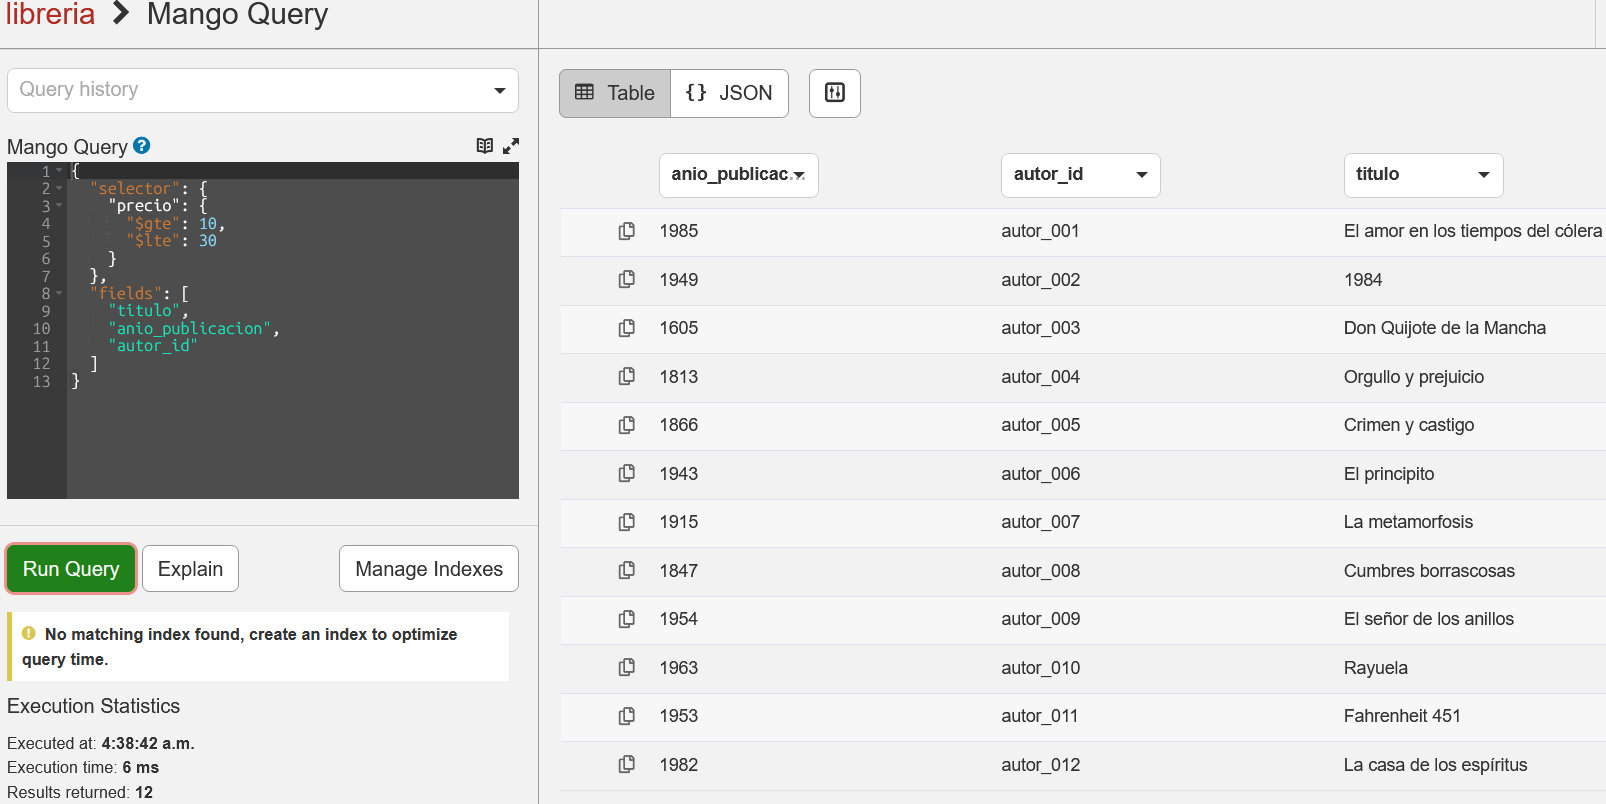 libreria > Mango Query
Query history
Mango Query ?
1 {
2 "selector": {
3 "precio": {
4 "$gte": 10,
5 "$lte": 30
6 }
7 },
8 "fields": [
9 "titulo",
10 "anio_publicacion",
11 "autor_id"
12 ]
13 }
Run Query Explain Manage Indexes
No matching index found, create an index to optimize
query time.
Execution Statistics
Executed at: 4:38:42 a.m.
Execution time: 6 ms
Results returned: 12
Table {} JSON
anio_publicac... autor_id titulo
1985 autor_001 El amor en los tiempos del cólera
1949 autor_002 1984
1605 autor_003 Don Quijote de la Mancha
1813 autor_004 Orgullo y prejuicio
1866 autor_005 Crimen y castigo
1943 autor_006 El principito
1915 autor_007 La metamorfosis
1847 autor_008 Cumbres borrascosas
1954 autor_009 El señor de los anillos
1963 autor_010 Rayuela
1953 autor_011 Fahrenheit 451
1982 autor_012 La casa de los espíritus